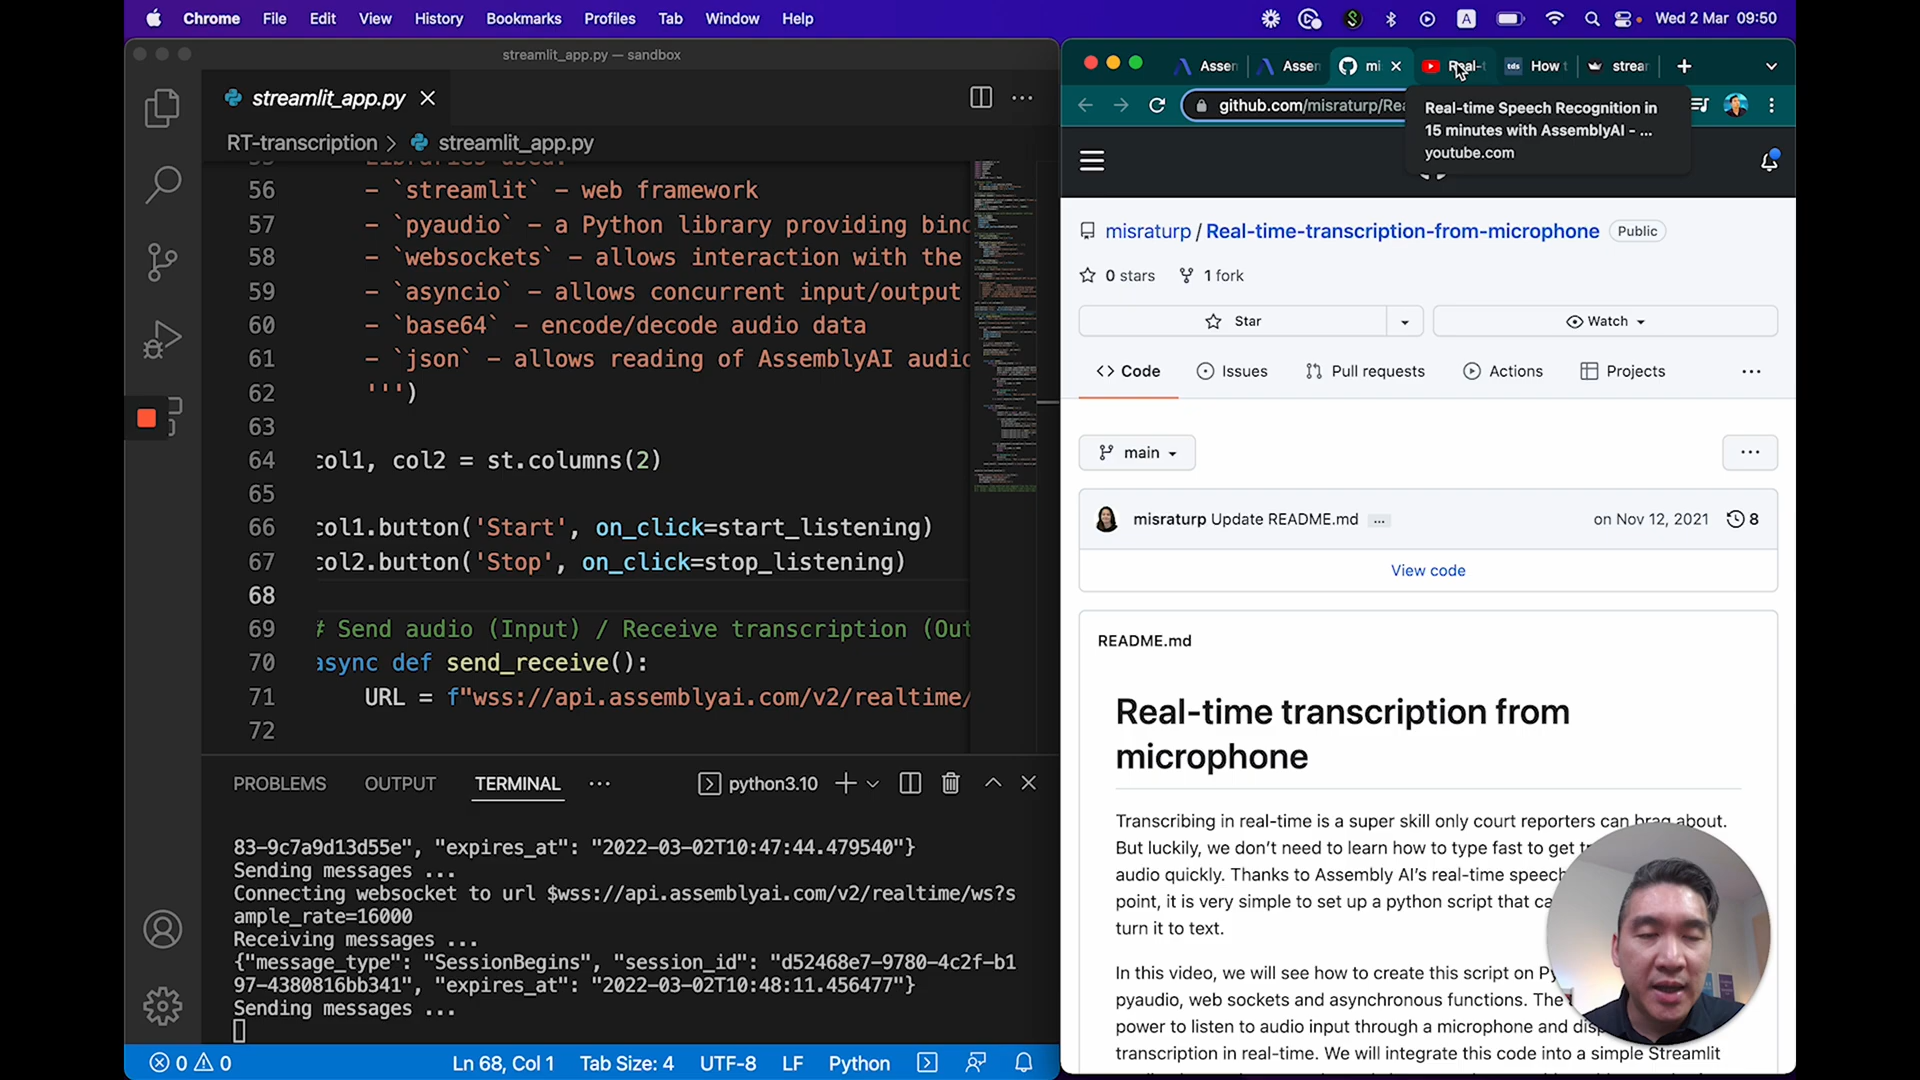 Chrome File Edit View History Bookmarks Profiles Tab Window Help
A
Wed 2 Mar 09:50
streamlit_app.py — sandbox
streamlit_app.py
RT-transcription > streamlit_app.py
56 - `streamlit` - web framework
57 - `pyaudio` - a Python library providing bind
58 - `websockets` - allows interaction with the
59 - `asyncio` - allows concurrent input/output
60 - `base64` - encode/decode audio data
61 - `json` - allows reading of AssemblyAI audio
62 ''')
63
64 col1, col2 = st.columns(2)
65
66 col1.button('Start', on_click=start_listening)
67 col2.button('Stop', on_click=stop_listening)
68
69 # Send audio (Input) / Receive transcription (Out
70 async def send_receive():
71 URL = f"wss://api.assemblyai.com/v2/realtime/
72
PROBLEMS OUTPUT TERMINAL ··· python3.10
83-9c7a9d13d55e", "expires_at": "2022-03-02T10:47:44.479540"}
Sending messages ...
Connecting websocket to url $wss://api.assemblyai.com/v2/realtime/ws?s
ample_rate=16000
Receiving messages ...
{"message_type": "SessionBegins", "session_id": "d52468e7-9780-4c2f-b1
97-4380816bb341", "expires_at": "2022-03-02T10:48:11.456477"}
Sending messages ...
0 0 Ln 68, Col 1 Tab Size: 4 UTF-8 LF Python
Assem Assem mi Real-t tds How t strear
github.com/misraturp/Rea
Real-time Speech Recognition in
15 minutes with AssemblyAI - ...
youtube.com
misraturp / Real-time-transcription-from-microphone Public
0 stars 1 fork
Star Watch
Code Issues Pull requests Actions Projects
main
misraturp Update README.md ... on Nov 12, 2021 8
View code
README.md
Real-time transcription from
microphone
Transcribing in real-time is a super skill only court reporters can brag about.
But luckily, we don't need to learn how to type fast to get
audio quickly. Thanks to Assembly AI's real-time speech
point, it is very simple to set up a python script that
turn it to text.
In this video, we will see how to create this script on
pyaudio, web sockets and asynchronous functions. The
power to listen to audio input through a microphone and
transcription in real-time. We will integrate this code into a simple Streamlit